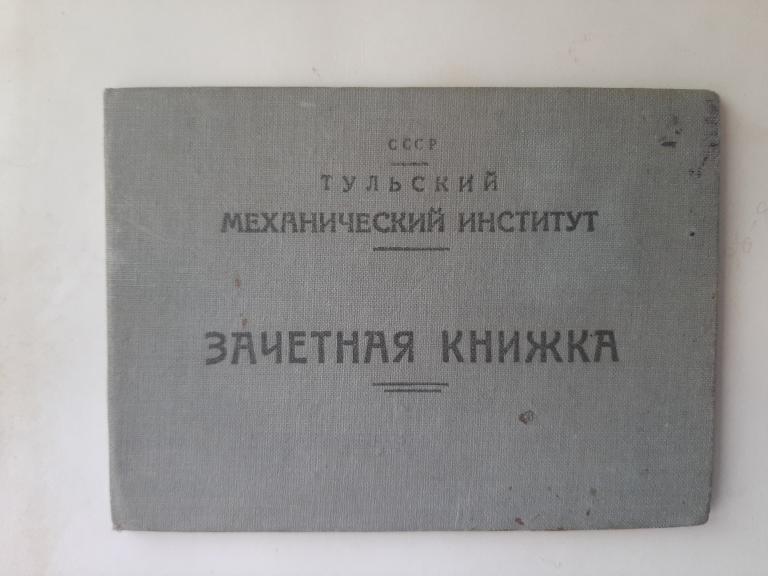 СССР
ТУЛЬСКИЙ
МЕХАНИЧЕСКИЙ ИНСТИТУТ
ЗАЧЕТНАЯ КНИЖКА